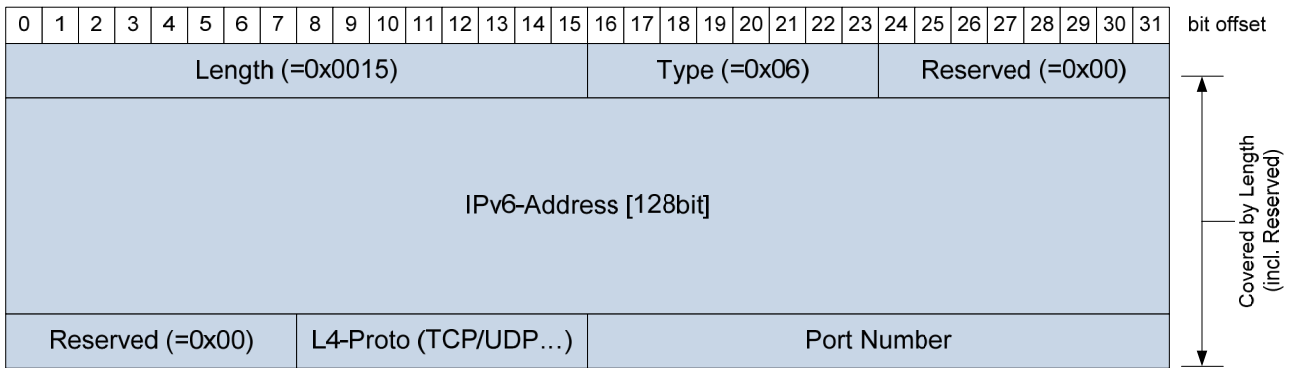 0 1 2 3 4 5 6 7 8 9 10 11 12 13 14 15 16 17 18 19 20 21 22 23 24 25 26 27 28 29 30 31 bit offset
Length (=0x0015) Type (=0x06) Reserved (=0x00)
IPv6-Address [128bit]
Covered by Length
(incl. Reserved)
Reserved (=0x00) L4-Proto (TCP/UDP...) Port Number